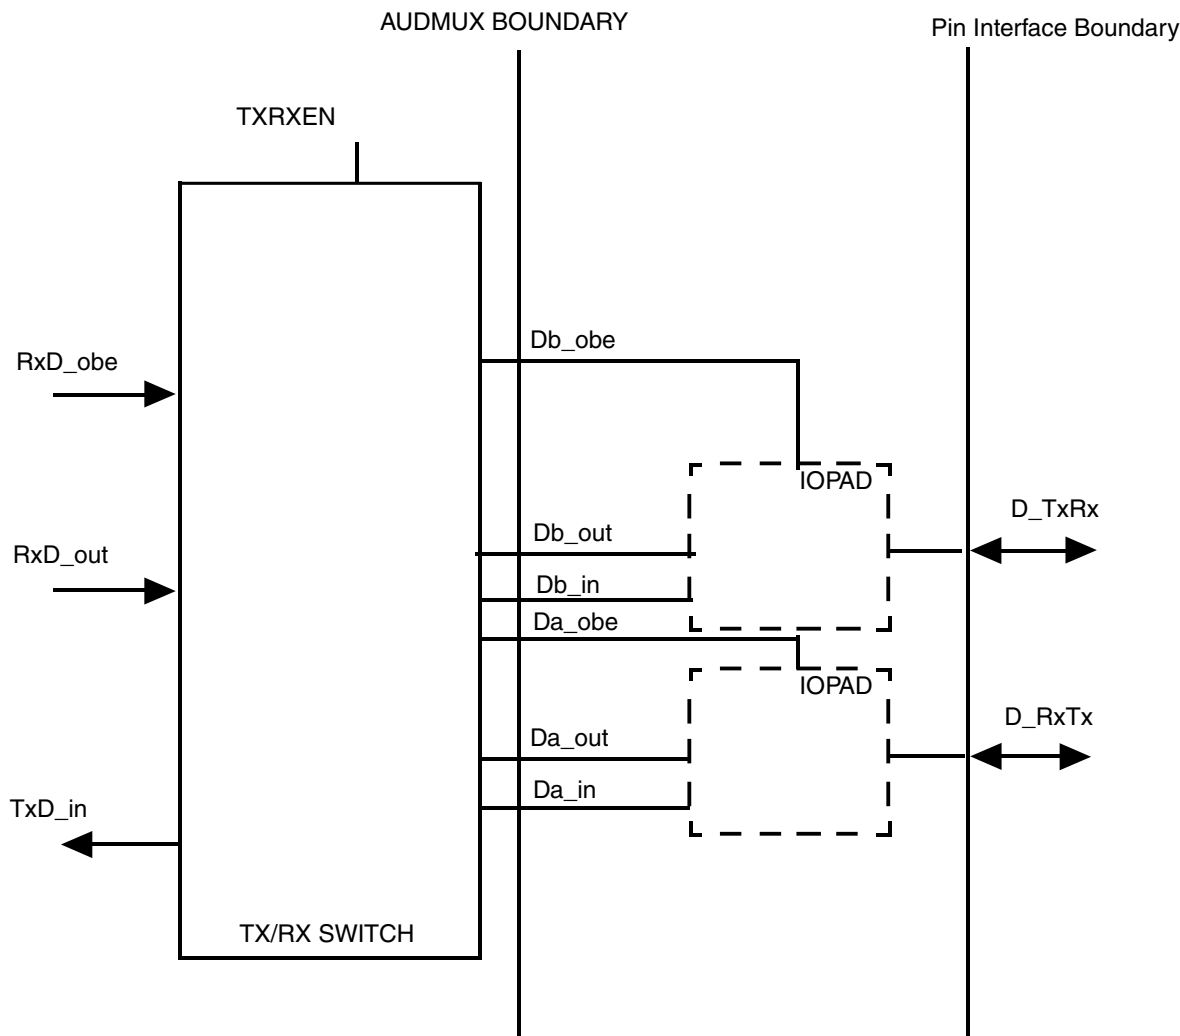 AUDMUX BOUNDARY
Pin Interface Boundary
TXRXEN
Db_obe
RxD_obe
IOPAD
D_TxRx
Db_out
RxD_out
Db_in
Da_obe
IOPAD
D_RxTx
Da_out
Da_in
TxD_in
TX/RX SWITCH